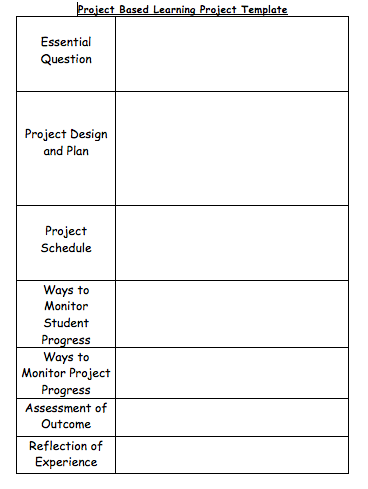 Project Based Learning Project Template
Essential
Question
Project Design
and Plan
Project
Schedule
Ways to
Monitor
Student
Progress
Ways to
Monitor Project
Progress
Assessment of
Outcome
Reflection of
Experience